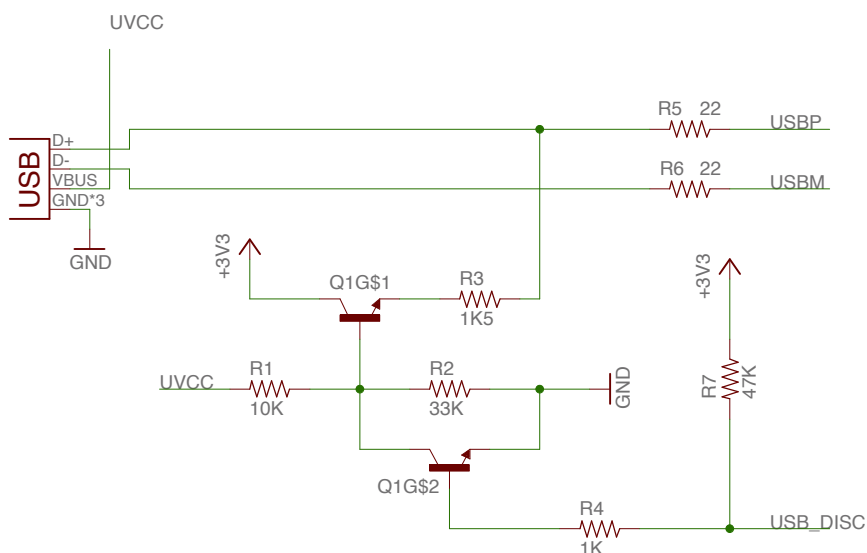 UVCC
R5 22
USBP
D+
D-
VBUS
GND*3
USB
R6 22
USBM
GND
+3V3
Q1G$1
R3
1K5
+3V3
UVCC
R1
10K
R2
33K
GND
R7
47K
Q1G$2
R4
1K
USB_DISC